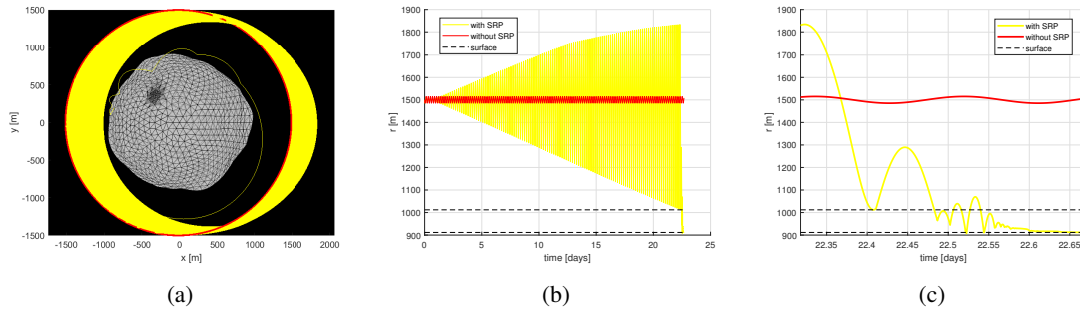 1500
1000
500
0
-500
-1000
-1500
y [m]
-1500 -1000 -500 0 500 1000 1500 2000
x [m]
(a)
with SRP
without SRP
surface
1900
1800
1700
1600
1500
1400
1300
1200
1100
1000
900
r [m]
0 5 10 15 20 25
time [days]
(b)
with SRP
without SRP
surface
1900
1800
1700
1600
1500
1400
1300
1200
1100
1000
900
r [m]
22.35 22.4 22.45 22.5 22.55 22.6 22.65
time [days]
(c)